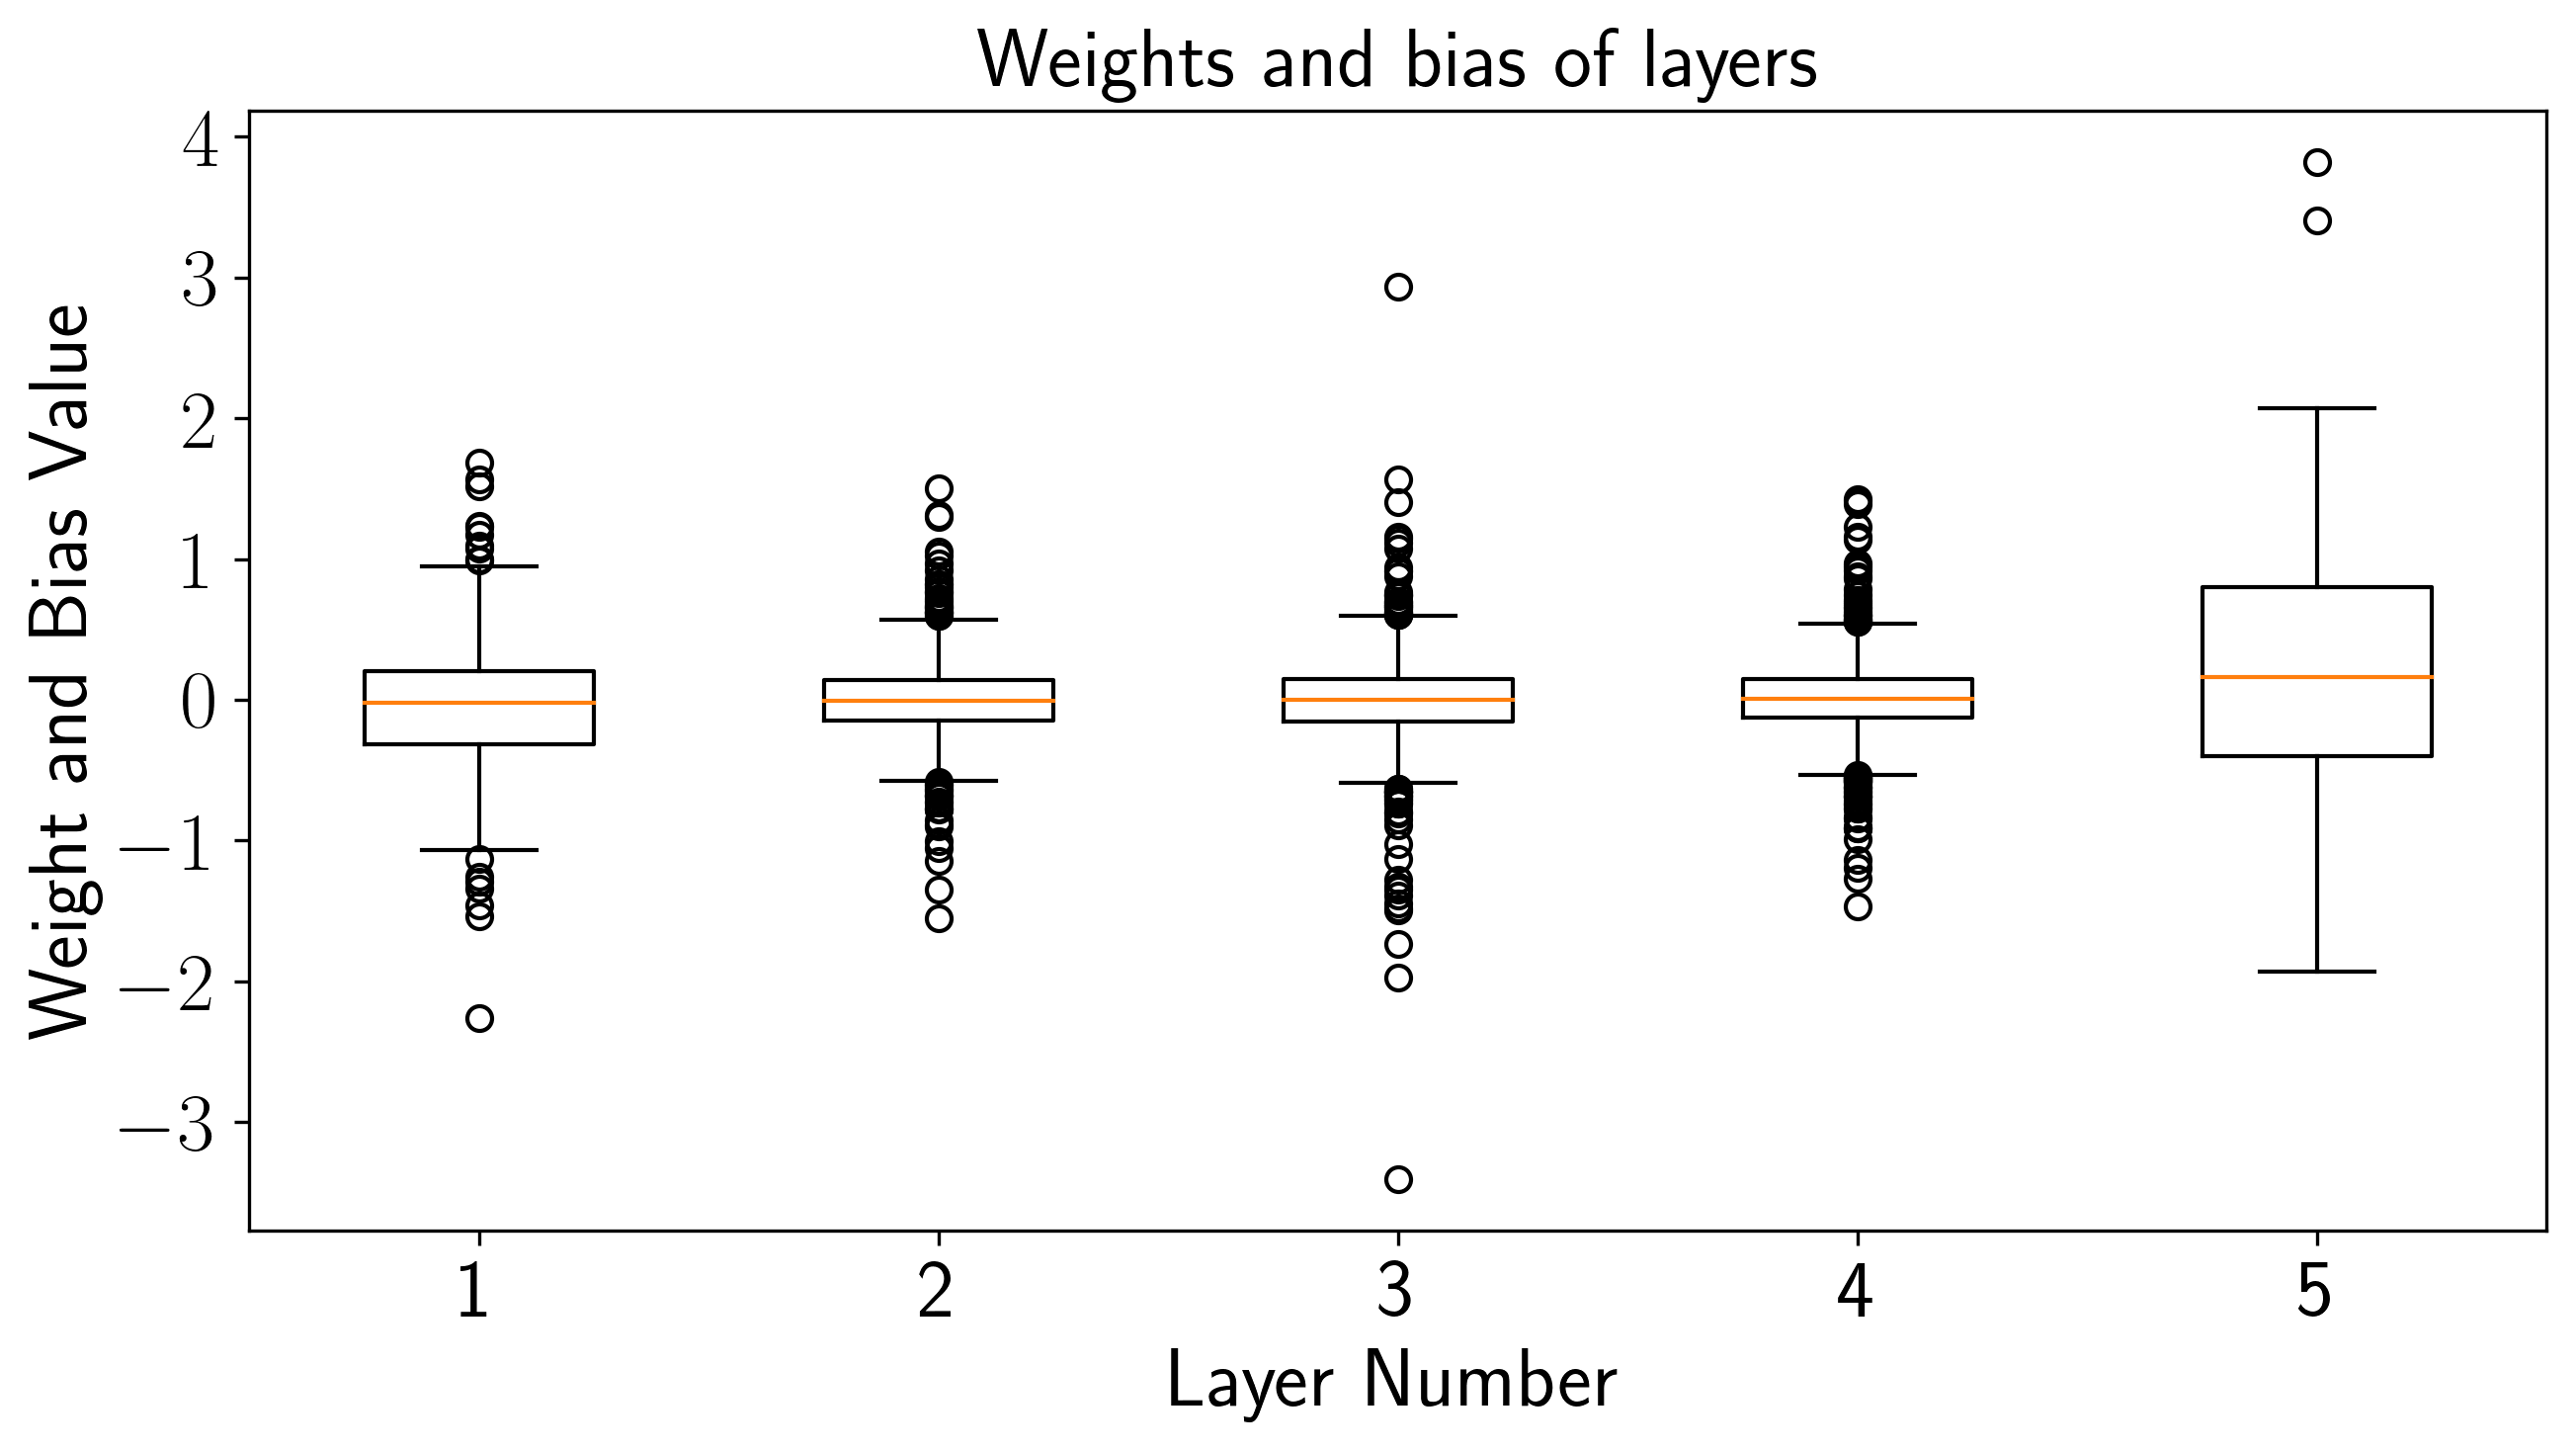 Weights and bias of layers
Weight and Bias Value
4
3
2
1
0
−1
−2
−3
1 2 3 4 5
Layer Number